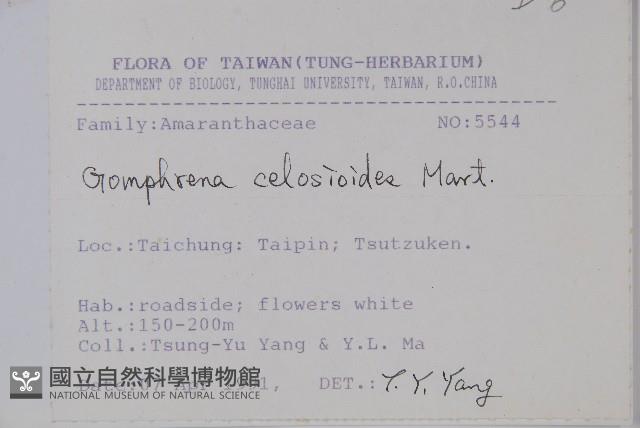 FLORA OF TAIWAN(TUNG-HERBARIUM)
DEPARTMENT OF BIOLOGY, TUNGHAI UNIVERSITY, TAIWAN, R.O.CHINA
Family:Amaranthaceae NO:5544
Gomphrena celosioides Mart.
Loc.:Taichung: Taipin; Tsutzuken.
Hab.:roadside; flowers white
Alt.:150-200m
Coll.:Tsung-Yu Yang & Y.L. Ma
DET.: T. Y. Yang
國立自然科學博物館
NATIONAL MUSEUM OF NATURAL SCIENCE